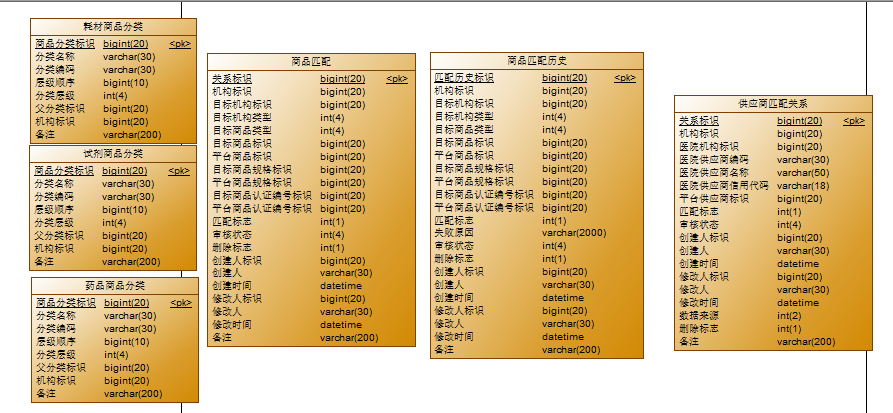 耗材商品分类
商品分类标识 bigint(20) <pk>
分类名称 varchar(30)
分类编码 varchar(30)
层级顺序 bigint(10)
分类层级 int(4)
父分类标识 bigint(20)
机构标识 bigint(20)
备注 varchar(200)
试剂商品分类
商品分类标识 bigint(20) <pk>
分类名称 varchar(30)
分类编码 varchar(30)
层级顺序 bigint(10)
分类层级 int(4)
父分类标识 bigint(20)
机构标识 bigint(20)
备注 varchar(200)
药品商品分类
商品分类标识 bigint(20) <pk>
分类名称 varchar(30)
分类编码 varchar(30)
层级顺序 bigint(10)
分类层级 int(4)
父分类标识 bigint(20)
机构标识 bigint(20)
备注 varchar(200)
商品匹配
关系标识 bigint(20) <pk>
机构标识 bigint(20)
目标机构标识 bigint(20)
目标机构类型 int(4)
目标商品类型 int(4)
目标商品标识 bigint(20)
平台商品标识 bigint(20)
目标商品规格标识 bigint(20)
平台商品规格标识 bigint(20)
目标商品认证编号标识 bigint(20)
平台商品认证编号标识 bigint(20)
匹配标志 int(1)
审核状态 int(4)
删除标志 int(1)
创建人标识 bigint(20)
创建人 varchar(30)
创建时间 datetime
修改人标识 bigint(20)
修改人 varchar(30)
修改时间 datetime
备注 varchar(200)
商品匹配历史
匹配历史标识 bigint(20) <pk>
机构标识 bigint(20)
目标机构标识 bigint(20)
目标机构类型 int(4)
目标商品类型 int(4)
目标商品标识 bigint(20)
平台商品标识 bigint(20)
目标商品规格标识 bigint(20)
平台商品规格标识 bigint(20)
目标商品认证编号标识 bigint(20)
平台商品认证编号标识 bigint(20)
匹配标志 int(1)
失败原因 varchar(2000)
审核状态 int(4)
删除标志 int(1)
创建人标识 bigint(20)
创建人 varchar(30)
创建时间 datetime
修改人标识 bigint(20)
修改人 varchar(30)
修改时间 datetime
备注 varchar(200)
供应商匹配关系
关系标识 bigint(20) <pk>
机构标识 bigint(20)
医院机构标识 bigint(20)
医院供应商编码 varchar(30)
医院供应商名称 varchar(50)
医院供应商信用代码 varchar(18)
平台供应商标识 bigint(20)
匹配标志 int(1)
审核状态 int(4)
创建人标识 bigint(20)
创建人 varchar(30)
创建时间 datetime
修改人标识 bigint(20)
修改人 varchar(30)
修改时间 datetime
数据来源 int(2)
删除标志 int(1)
备注 varchar(200)